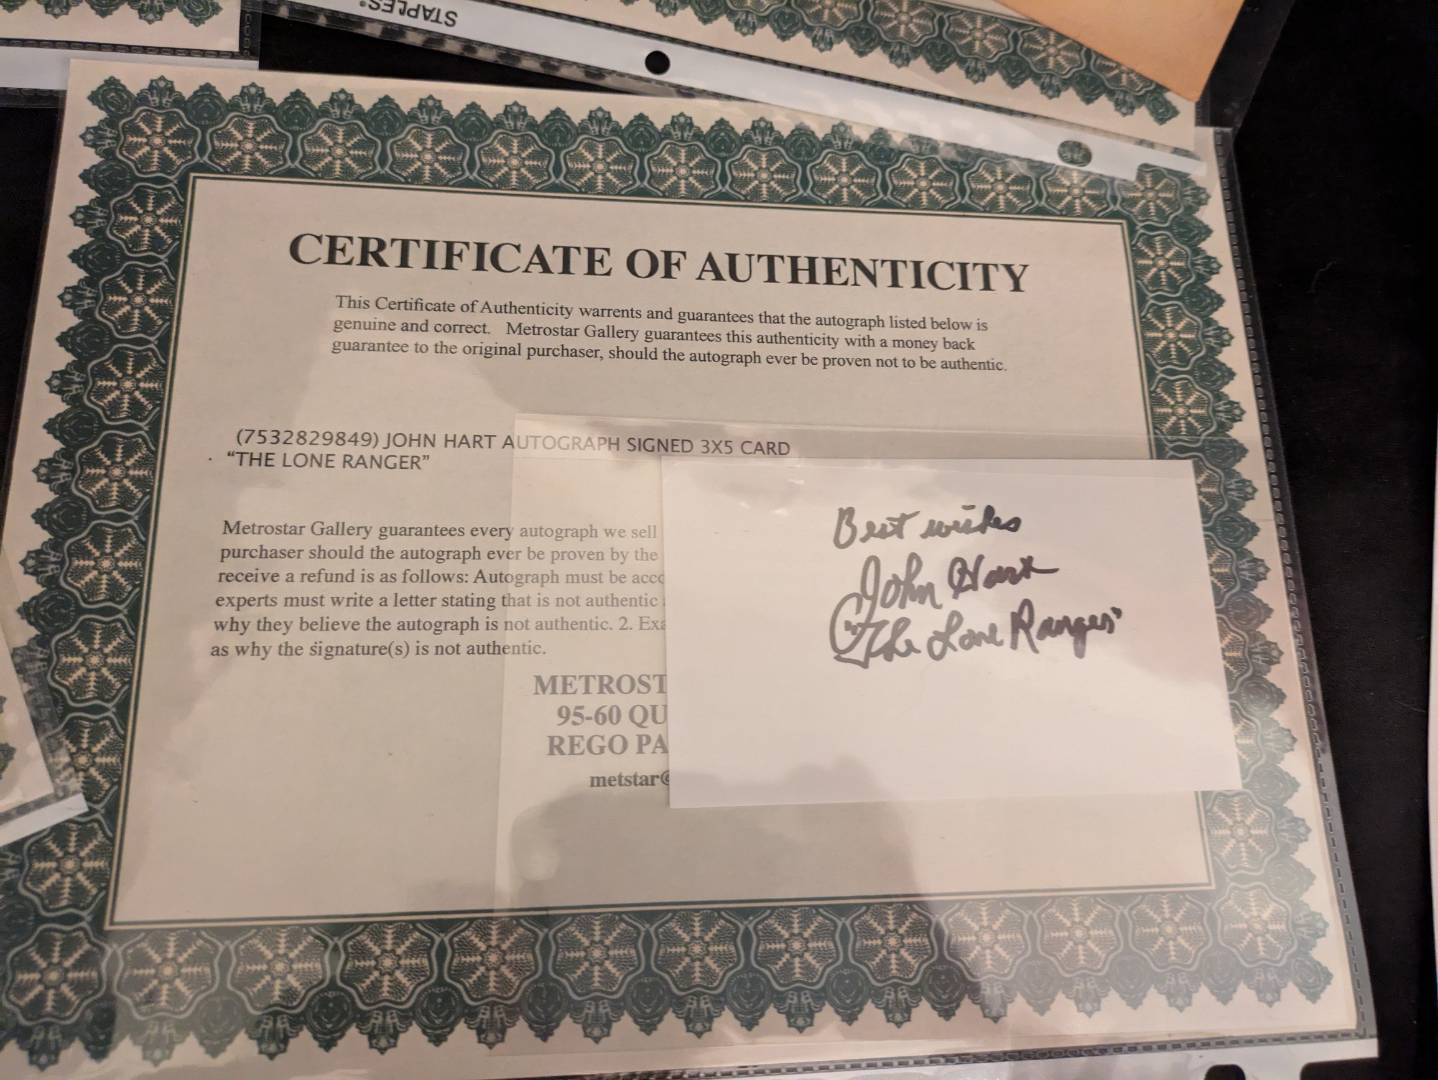 STAPLES®
CERTIFICATE OF AUTHENTICITY
This Certificate of Authenticity warrents and guarantees that the autograph listed below is
genuine and correct. Metrostar Gallery guarantees this authenticity with a money back
guarantee to the original purchaser, should the autograph ever be proven not to be authentic.
(7532829849) JOHN HART AUTOGRAPH SIGNED 3X5 CARD
"THE LONE RANGER"
Metrostar Gallery guarantees every autograph we sell
purchaser should the autograph ever be proven by the
receive a refund is as follows: Autograph must be acc
experts must write a letter stating that is not authentic
why they believe the autograph is not authentic. 2. Exa
as why the signature(s) is not authentic.
METROST
95-60 QU
REGO PA
metstar@
Best wishes
John Hart
"The Lone Ranger"